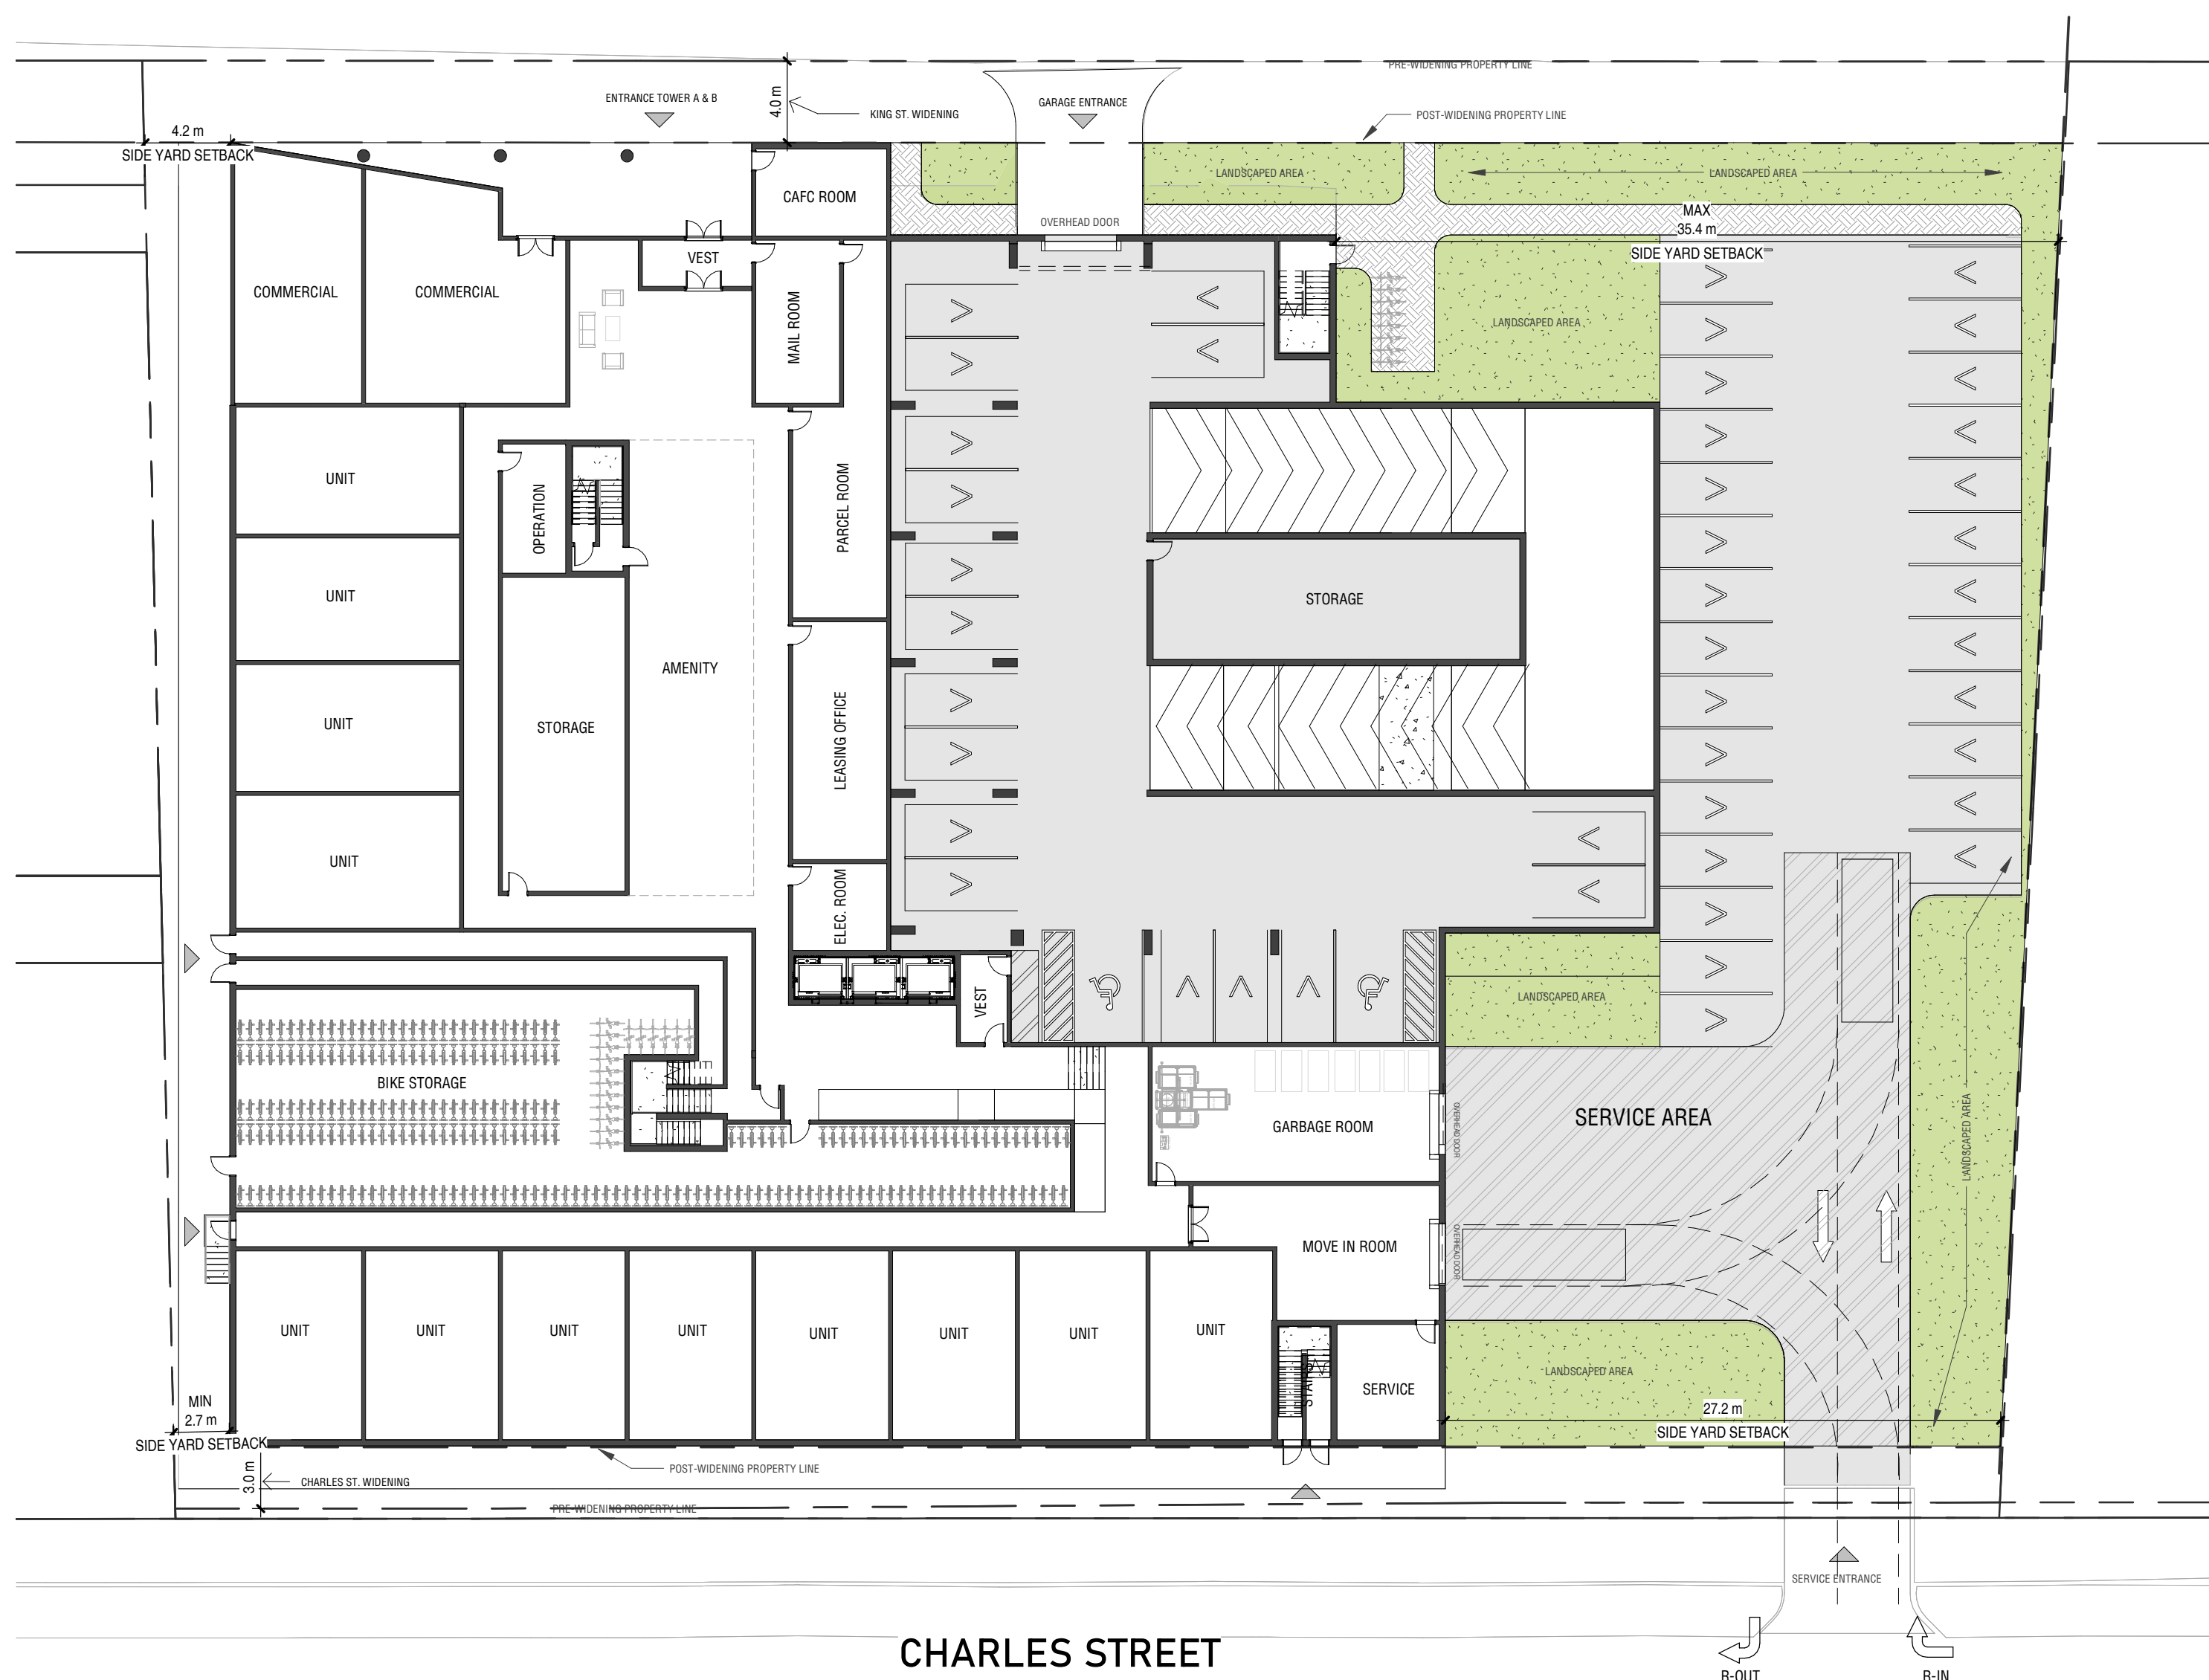 PRE-WIDENING PROPERTY LINE
ENTRANCE TOWER A & B
4.0 m
KING ST. WIDENING
GARAGE ENTRANCE
POST-WIDENING PROPERTY LINE
4.2 m
SIDE YARD SETBACK
CAFC ROOM
LANDSCAPED AREA
LANDSCAPED AREA
OVERHEAD DOOR
MAX
35.4 m
SIDE YARD SETBACK
VEST
COMMERCIAL
COMMERCIAL
MAIL ROOM
LANDSCAPED AREA
UNIT
OPERATION
PARCEL ROOM
UNIT
STORAGE
AMENITY
UNIT
STORAGE
LEASING OFFICE
UNIT
ELEC. ROOM
VEST
LANDSCAPED AREA
BIKE STORAGE
GARBAGE ROOM
OVERHEAD DOOR
SERVICE AREA
LANDSCAPED AREA
MOVE IN ROOM
OVERHEAD DOOR
UNIT
UNIT
UNIT
UNIT
UNIT
UNIT
UNIT
UNIT
STAIRS
SERVICE
LANDSCAPED AREA
MIN
2.7 m
SIDE YARD SETBACK
27.2 m
SIDE YARD SETBACK
3.0 m
CHARLES ST. WIDENING
POST-WIDENING PROPERTY LINE
PRE-WIDENING PROPERTY LINE
SERVICE ENTRANCE
CHARLES STREET
R-OUT
R-IN